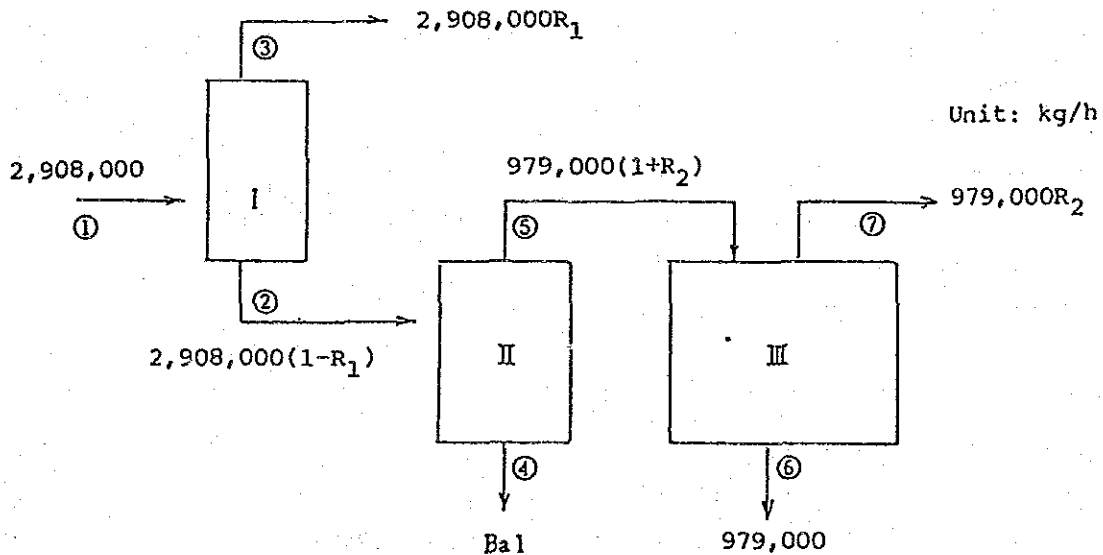 ③
2,908,000R₁
Unit: kg/h
2,908,000
①
I
979,000(1+R₂)
⑤
⑦
979,000R₂
②
2,908,000(1-R₁)
II
III
④
⑥
Bal
979,000